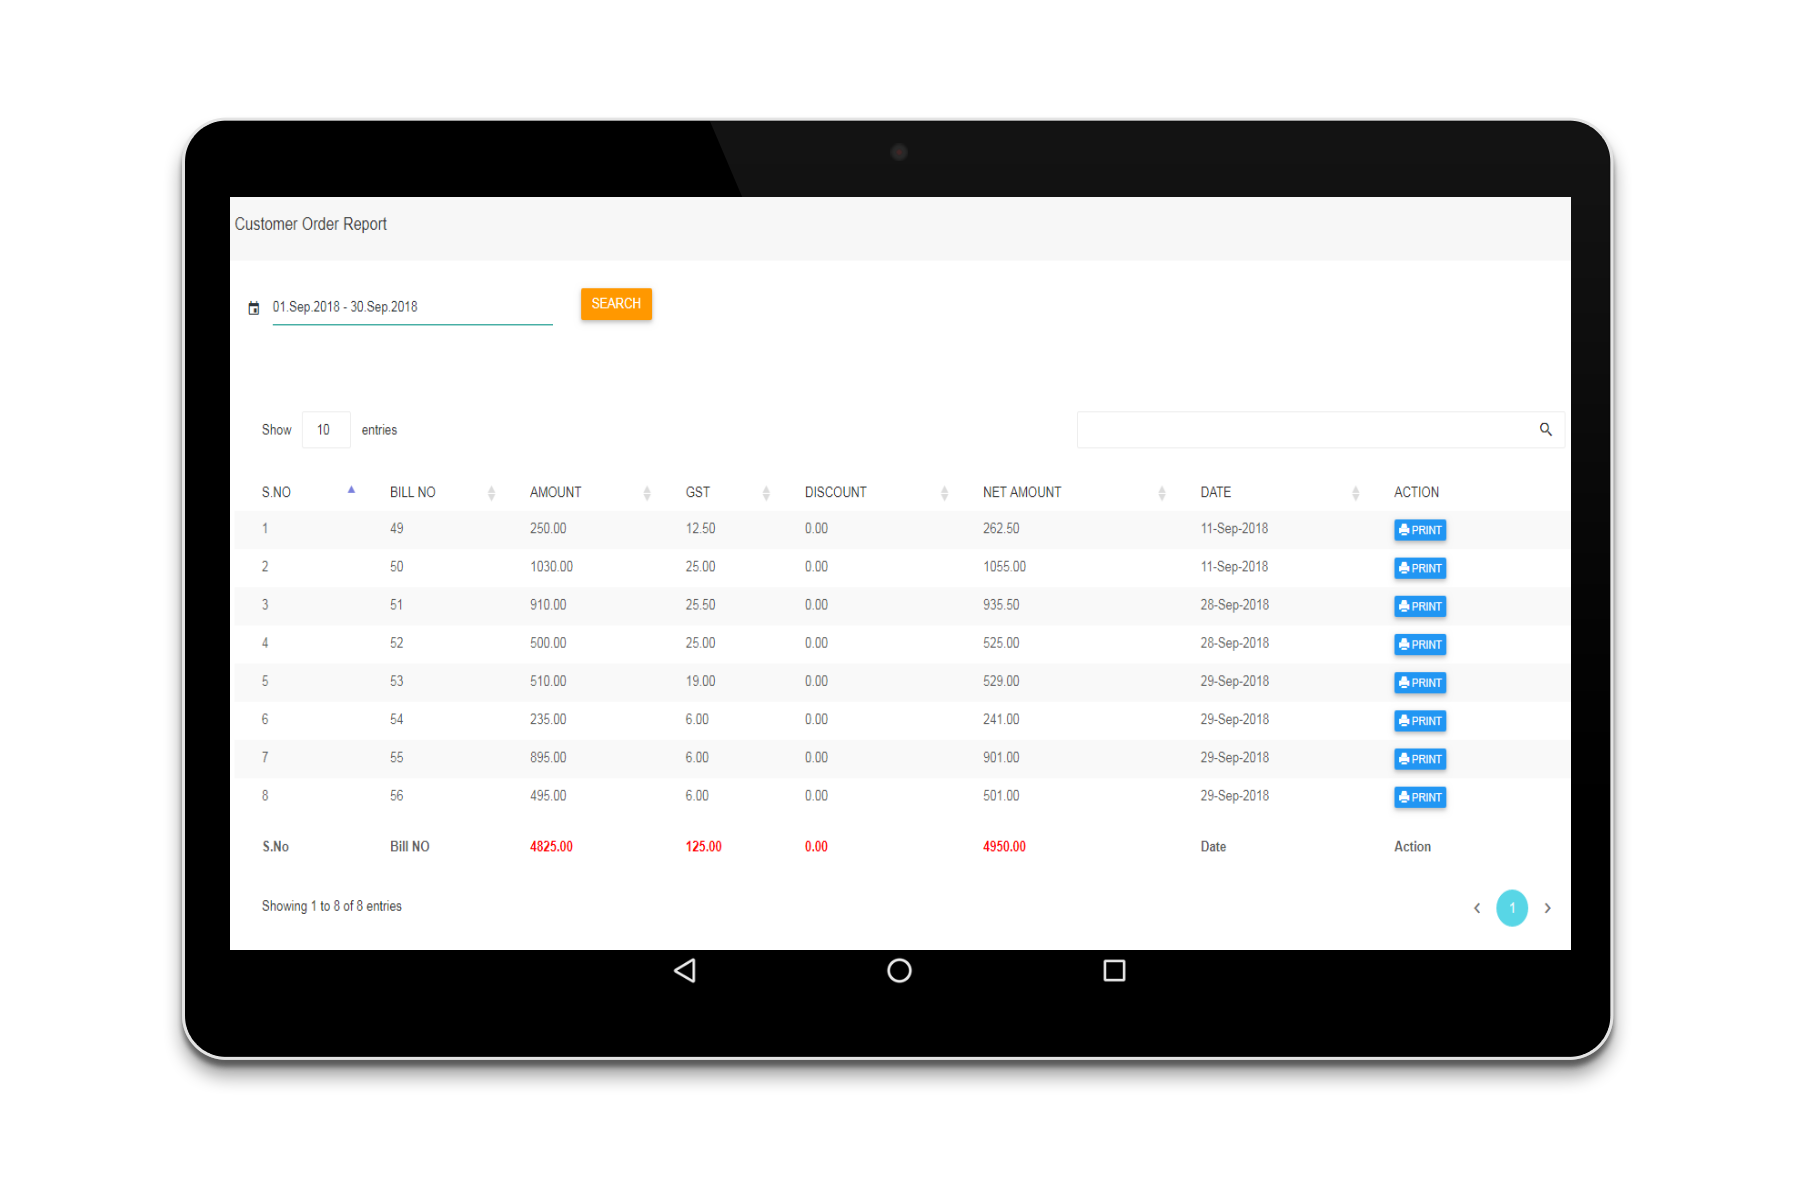 Customer Order Report
01.Sep.2018 - 30.Sep.2018 SEARCH
Show 10 entries
S.NO BILL NO AMOUNT GST DISCOUNT NET AMOUNT DATE ACTION
1 49 250.00 12.50 0.00 262.50 11-Sep-2018 PRINT
2 50 1030.00 25.00 0.00 1055.00 11-Sep-2018 PRINT
3 51 910.00 25.50 0.00 935.50 28-Sep-2018 PRINT
4 52 500.00 25.00 0.00 525.00 28-Sep-2018 PRINT
5 53 510.00 19.00 0.00 529.00 29-Sep-2018 PRINT
6 54 235.00 6.00 0.00 241.00 29-Sep-2018 PRINT
7 55 895.00 6.00 0.00 901.00 29-Sep-2018 PRINT
8 56 495.00 6.00 0.00 501.00 29-Sep-2018 PRINT
S.No Bill NO 4825.00 125.00 0.00 4950.00 Date Action
Showing 1 to 8 of 8 entries 1